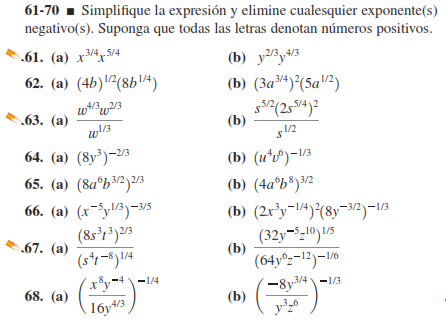 61-70 ■ Simplifique la expresión y elimine cualesquier exponente(s)
negativo(s). Suponga que todas las letras denotan números positivos.
61. (a) x^{3/4}x^{5/4} (b) y^{2/3}y^{4/3}
62. (a) (4b)^{1/2}(8b^{1/4}) (b) (3a^{3/4})^2(5a^{1/2})
63. (a) \frac{w^{4/3}w^{2/3}}{w^{1/3}} (b) \frac{s^{5/2}(2s^{5/4})^2}{s^{1/2}}
64. (a) (8y^3)^{-2/3} (b) (u^4v^6)^{-1/3}
65. (a) (8a^6b^{3/2})^{2/3} (b) (4a^6b^8)^{3/2}
66. (a) (x^{-5}y^{1/3})^{-3/5} (b) (2x^3y^{-1/4})^2(8y^{-3/2})^{-1/3}
67. (a) \frac{(8s^3t^3)^{2/3}}{(s^4t^{-8})^{1/4}} (b) \frac{(32y^{-5}z^{10})^{1/5}}{(64y^6z^{-12})^{-1/6}}
68. (a) (\frac{x^8y^{-4}}{16y^{4/3}})^{-1/4} (b) (\frac{-8y^{3/4}}{y^3z^6})^{-1/3}